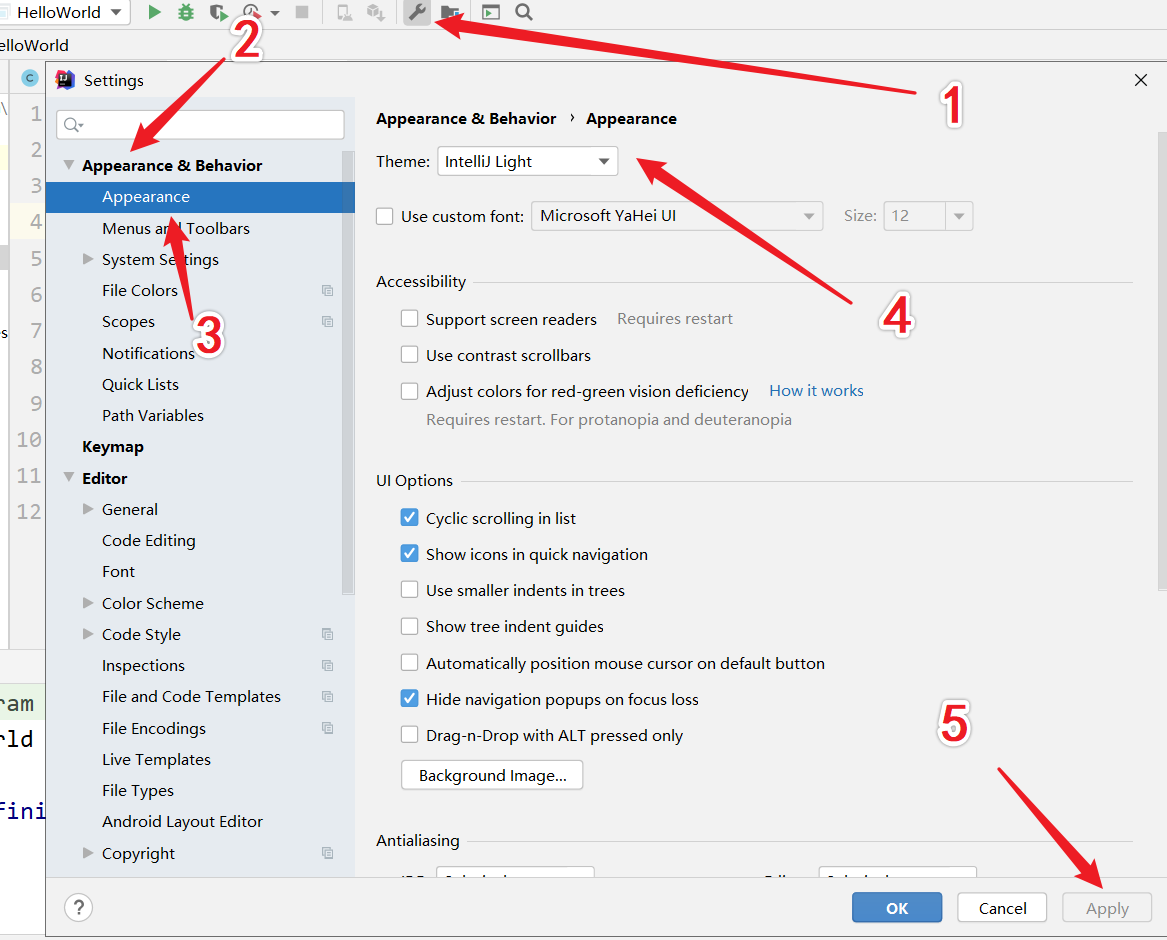 HelloWorld
elloWorld
2
1
C
Settings
1
2
3
4
5
6
7
8
9
10
11
12
Appearance & Behavior
Appearance
Menus and Toolbars
System Settings
File Colors
Scopes
3
Notifications
Quick Lists
Path Variables
Keymap
Editor
General
Code Editing
Font
Color Scheme
Code Style
Inspections
File and Code Templates
File Encodings
Live Templates
File Types
Android Layout Editor
Copyright
Appearance & Behavior › Appearance
Theme: IntelliJ Light
Use custom font: Microsoft YaHei UI Size: 12
4
Accessibility
Support screen readers Requires restart
Use contrast scrollbars
Adjust colors for red-green vision deficiency How it works
Requires restart. For protanopia and deuteranopia
UI Options
Cyclic scrolling in list
Show icons in quick navigation
Use smaller indents in trees
Show tree indent guides
Automatically position mouse cursor on default button
Hide navigation popups on focus loss
5
Drag-n-Drop with ALT pressed only
Background Image...
Antialiasing
ram
rld
fini
? OK Cancel Apply